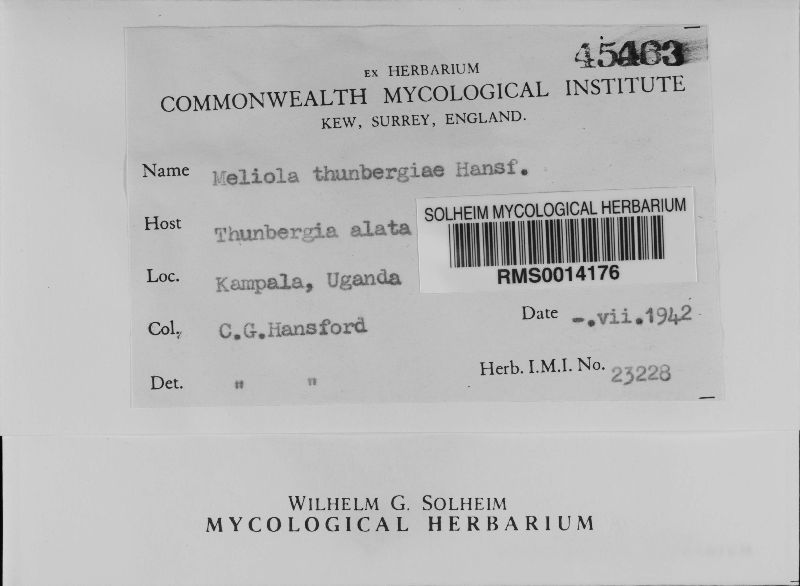 45463
EX HERBARIUM
COMMONWEALTH MYCOLOGICAL INSTITUTE
KEW, SURREY, ENGLAND.
Name Meliola thunbergiae Hansf.
Host Thunbergia alata
SOLHEIM MYCOLOGICAL HERBARIUM
RMS0014176
Loc. Kampala, Uganda
Col. C.G.Hansford
Date -.vii.1942
Det. " "
Herb. I.M.I. No. 23228
WILHELM G. SOLHEIM
MYCOLOGICAL HERBARIUM